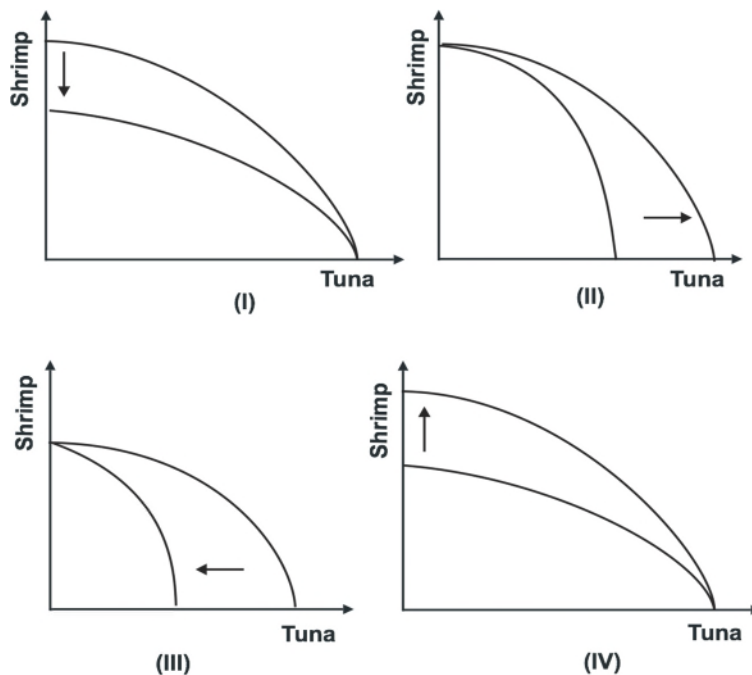 Shrimp
Tuna
(I)
Shrimp
Tuna
(II)
Shrimp
Tuna
(III)
Shrimp
Tuna
(IV)